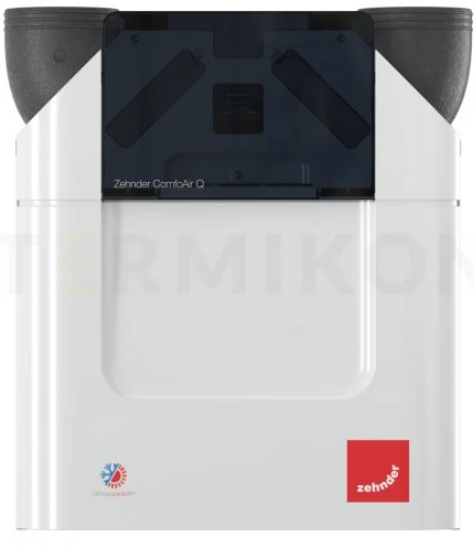 Zehnder ComfoAir Q
TERMIKON
zehnder